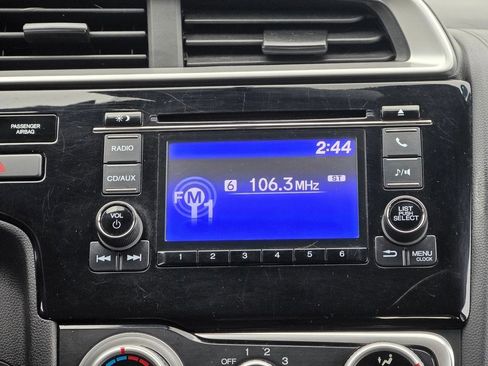 PASSENGER
AIRBAG
RADIO
CD/AUX
VOL
2:44
FM1
6 106.3MHz ST
LIST
PUSH
SELECT
MENU
CLOCK
1 2 3 4 5 6
OFF 1 2 3